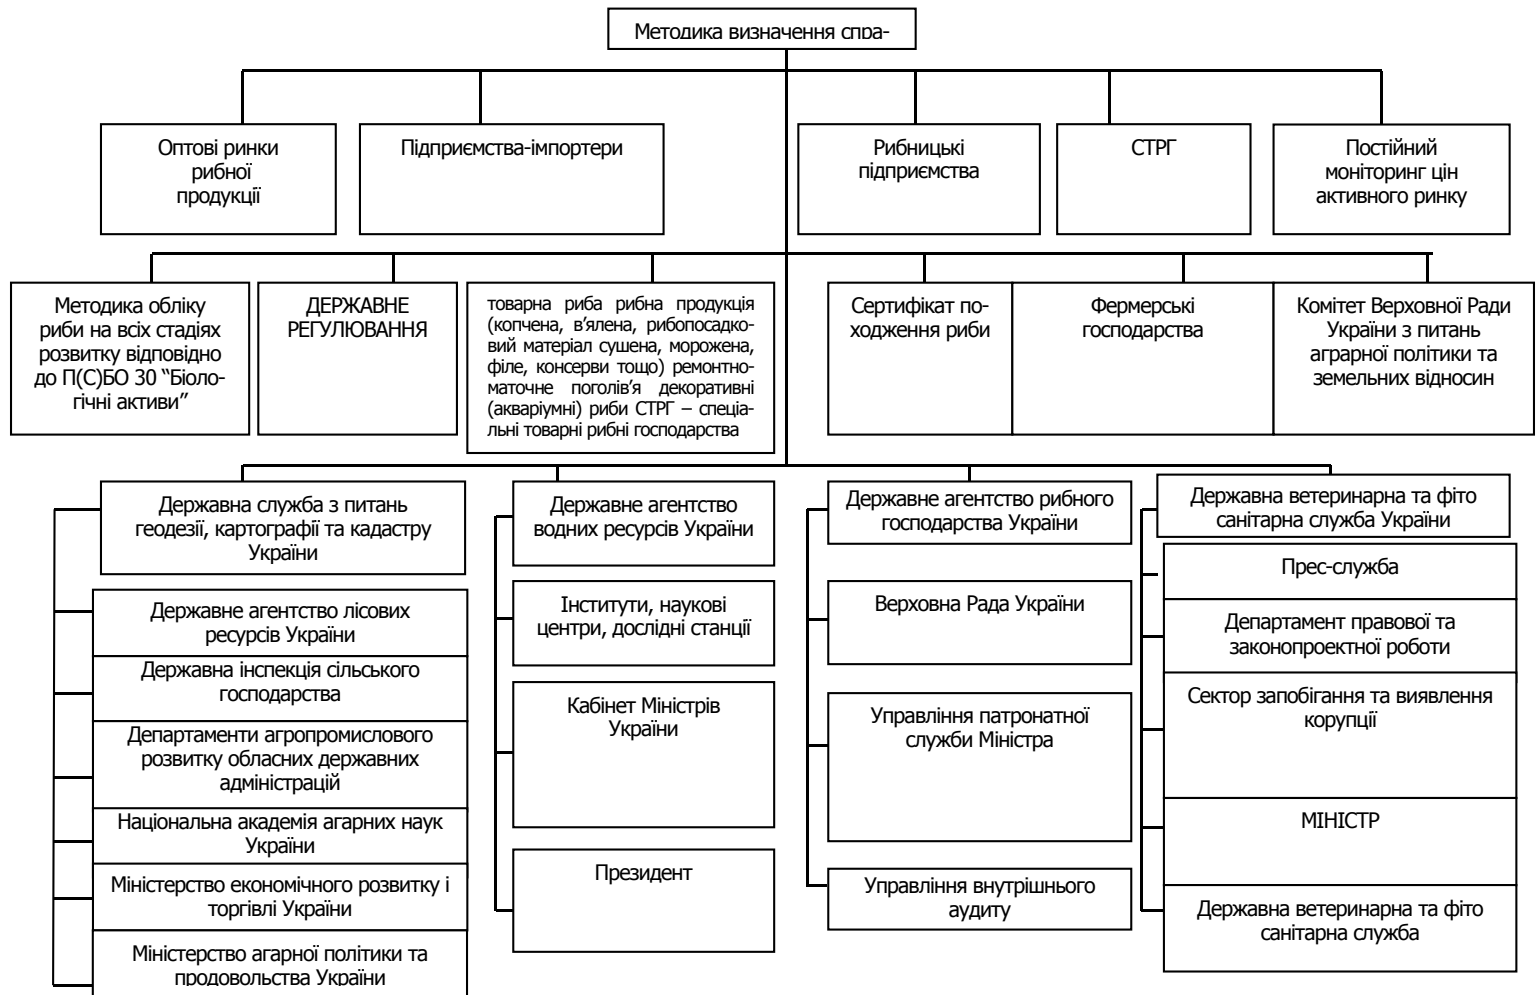 Методика визначення спра-
Оптові ринки
рибної
продукції
Підприємства-імпортери
Рибницькі
підприємства
СТРГ
Постійний
моніторинг цін
активного ринку
Методика обліку
риби на всіх стадіях
розвитку відповідно
до П(С)БО 30 “Біоло-
гічні активи”
ДЕРЖАВНЕ
РЕГУЛЮВАННЯ
товарна риба рибна продукція
(копчена, в’ялена, рибопосадко-
вий матеріал сушена, морожена,
філе, консерви тощо) ремонтно-
маточне поголів’я декоративні
(акваріумні) риби СТРГ – спеціа-
льні товарні рибні господарства
Сертифікат по-
ходження риби
Фермерські
господарства
Комітет Верховної Ради
України з питань
аграрної політики та
земельних відносин
Державна служба з питань
геодезії, картографії та кадастру
України
Державне агентство лісових
ресурсів України
Державна інспекція сільського
господарства
Департаменти агропромислового
розвитку обласних державних
адміністрацій
Національна академія агарних наук
України
Міністерство економічного розвитку і
торгівлі України
Міністерство агарної політики та
продовольства України
Державне агентство
водних ресурсів України
Інститути, наукові
центри, дослідні станції
Кабінет Міністрів
України
Президент
Державне агентство рибного
господарства України
Верховна Рада України
Управління патронатної
служби Міністра
Управління внутрішнього
аудиту
Державна ветеринарна та фіто
санітарна служба України
Прес-служба
Департамент правової та
законопроектної роботи
Сектор запобігання та виявлення
корупції
МІНІСТР
Державна ветеринарна та фіто
санітарна служба